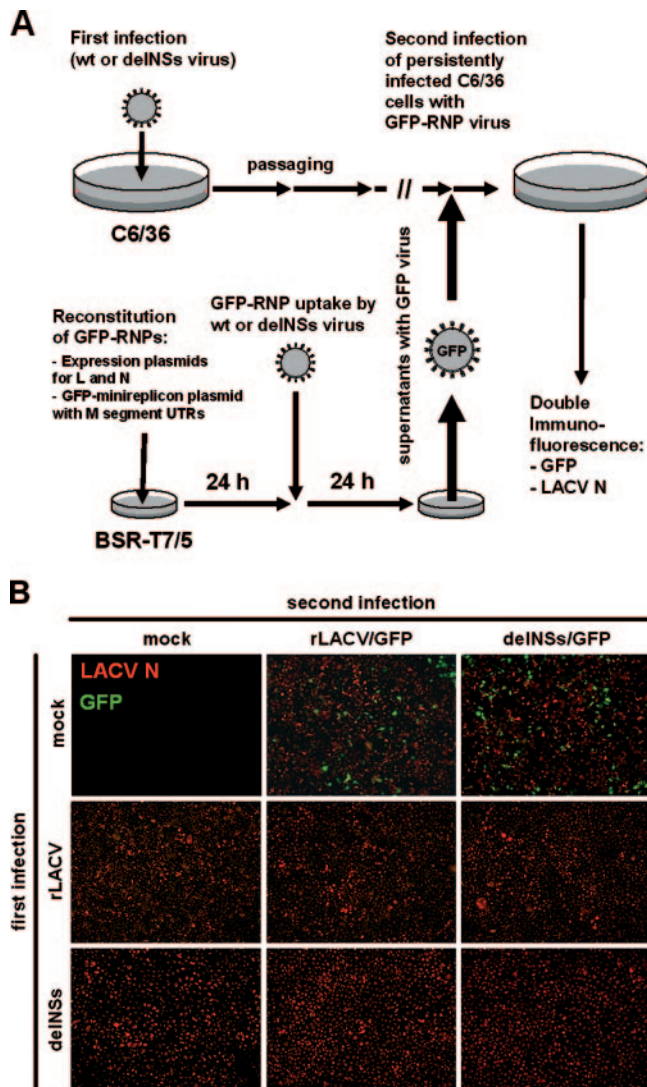 A
First infection
(wt or delNSs virus)
Second infection
of persistently
infected C6/36
cells with
GFP-RNP virus
passaging
//
C6/36
Reconstitution
of GFP-RNPs:
- Expression plasmids
for L and N
- GFP-minireplicon plasmid
with M segment UTRs
GFP-RNP uptake by
wt or delNSs virus
supernatants with GFP virus
GFP
Double
Immuno-
fluorescence:
- GFP
- LACV N
24 h
24 h
BSR-T7/5
B
second infection
mock
rLACV/GFP
delNSs/GFP
first infection
mock
LACV N
GFP
rLACV
delNSs